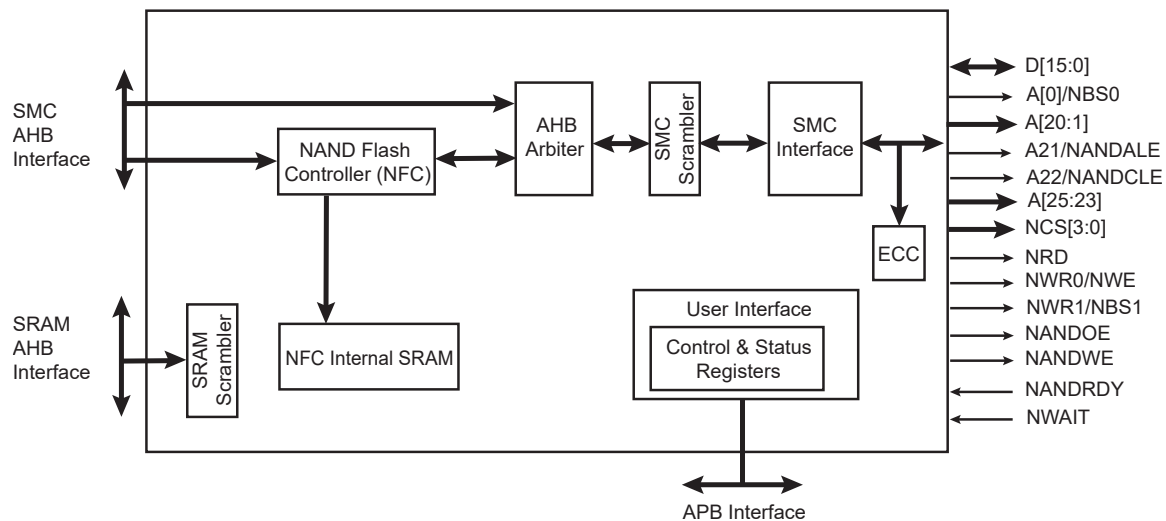 SMC
AHB
Interface
NAND Flash
Controller (NFC)
AHB
Arbiter
SMC
Scrambler
SMC
Interface
ECC
SRAM
AHB
Interface
SRAM
Scrambler
NFC Internal SRAM
User Interface
Control & Status
Registers
APB Interface
D[15:0]
A[0]/NBS0
A[20:1]
A21/NANDALE
A22/NANDCLE
A[25:23]
NCS[3:0]
NRD
NWR0/NWE
NWR1/NBS1
NANDOE
NANDWE
NANDRDY
NWAIT